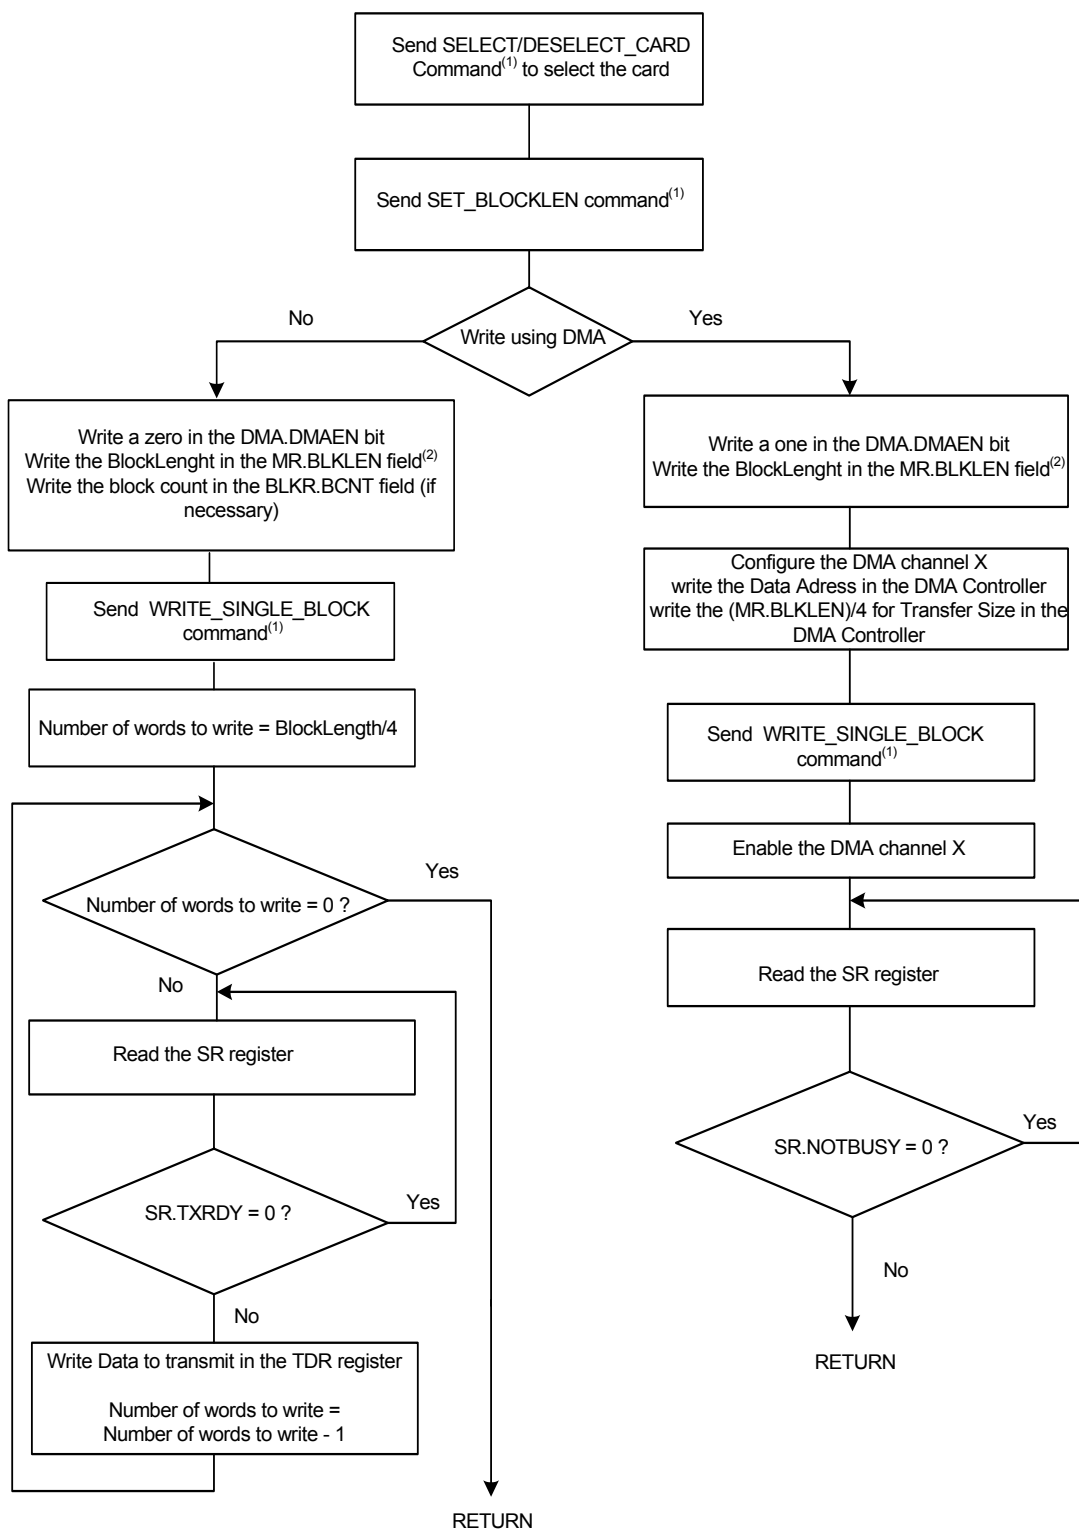 Send SELECT/DESELECT_CARD
Command(1) to select the card
Send SET_BLOCKLEN command(1)
No
Yes
Write using DMA
Write a zero in the DMA.DMAEN bit
Write the BlockLenght in the MR.BLKLEN field(2)
Write the block count in the BLKR.BCNT field (if
necessary)
Send WRITE_SINGLE_BLOCK
command(1)
Number of words to write = BlockLength/4
Number of words to write = 0 ?
Yes
No
Read the SR register
SR.TXRDY = 0 ?
Yes
No
Write Data to transmit in the TDR register
Number of words to write =
Number of words to write - 1
RETURN
Write a one in the DMA.DMAEN bit
Write the BlockLenght in the MR.BLKLEN field(2)
Configure the DMA channel X
write the Data Adress in the DMA Controller
write the (MR.BLKLEN)/4 for Transfer Size in the
DMA Controller
Send WRITE_SINGLE_BLOCK
command(1)
Enable the DMA channel X
Read the SR register
SR.NOTBUSY = 0 ?
Yes
No
RETURN